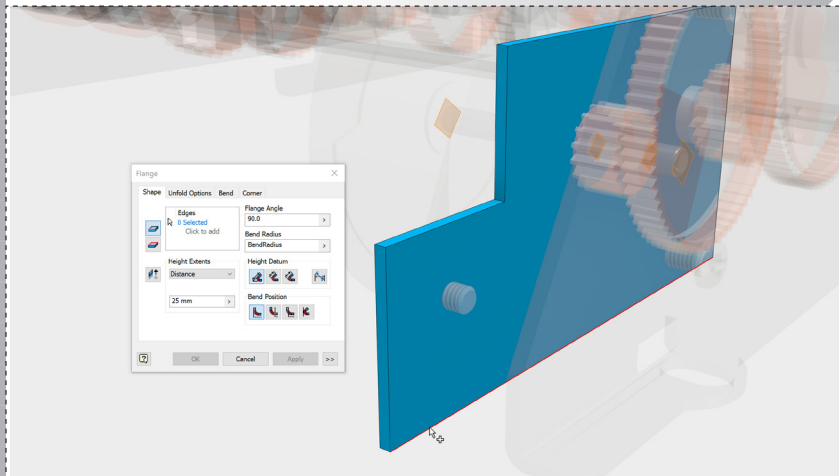 Flange
Shape Unfold Options Bend Corner
Edges
0 Selected
Click to add
Flange Angle
90.0 >
Bend Radius
BendRadius >
Height Extents
Distance
25 mm >
Height Datum
Bend Position
?
OK Cancel Apply >>